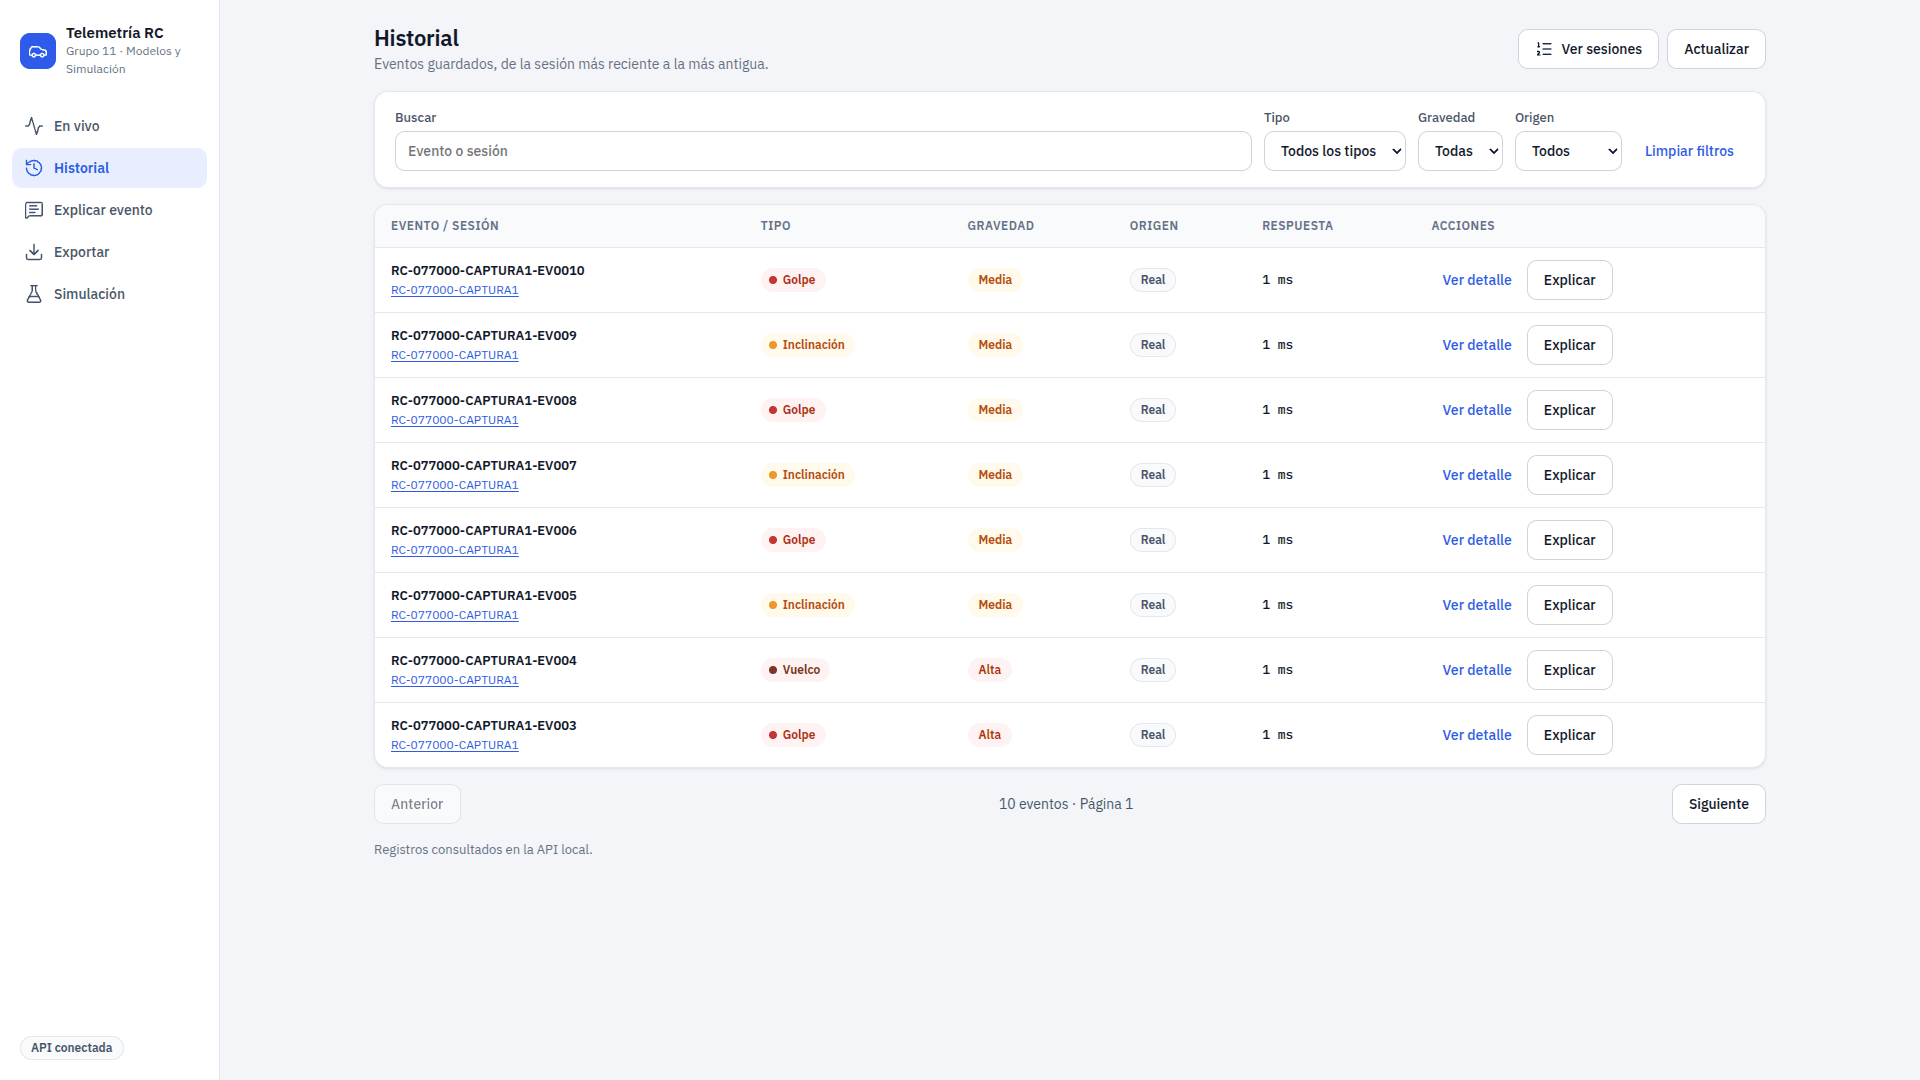 Telemetría RC
Grupo 11 · Modelos y
Simulación
En vivo
Historial
Explicar evento
Exportar
Simulación
API conectada
Historial
Eventos guardados, de la sesión más reciente a la más antigua.
Ver sesiones
Actualizar
Buscar
Tipo
Gravedad
Origen
Evento o sesión
Todos los tipos
Todas
Todos
Limpiar filtros
EVENTO / SESIÓN TIPO GRAVEDAD ORIGEN RESPUESTA ACCIONES
RC-077000-CAPTURA1-EV0010
RC-077000-CAPTURA1
Golpe Media Real 1 ms Ver detalle Explicar
RC-077000-CAPTURA1-EV009
RC-077000-CAPTURA1
Inclinación Media Real 1 ms Ver detalle Explicar
RC-077000-CAPTURA1-EV008
RC-077000-CAPTURA1
Golpe Media Real 1 ms Ver detalle Explicar
RC-077000-CAPTURA1-EV007
RC-077000-CAPTURA1
Inclinación Media Real 1 ms Ver detalle Explicar
RC-077000-CAPTURA1-EV006
RC-077000-CAPTURA1
Golpe Media Real 1 ms Ver detalle Explicar
RC-077000-CAPTURA1-EV005
RC-077000-CAPTURA1
Inclinación Media Real 1 ms Ver detalle Explicar
RC-077000-CAPTURA1-EV004
RC-077000-CAPTURA1
Vuelco Alta Real 1 ms Ver detalle Explicar
RC-077000-CAPTURA1-EV003
RC-077000-CAPTURA1
Golpe Alta Real 1 ms Ver detalle Explicar
Anterior
10 eventos · Página 1
Siguiente
Registros consultados en la API local.